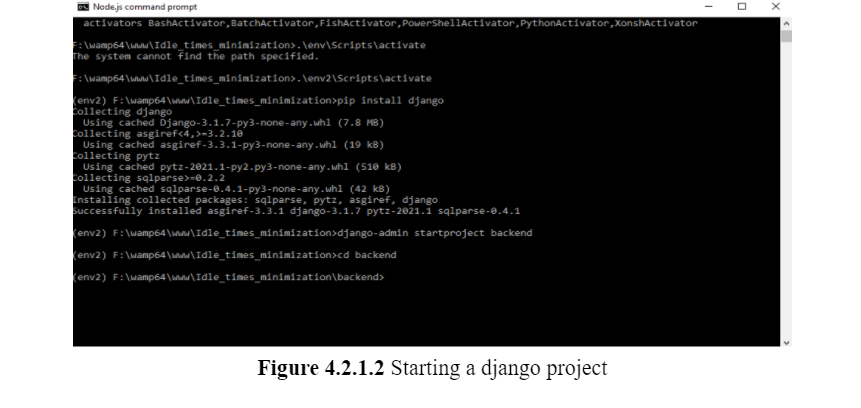 Node.js command prompt
activators BashActivator,BatchActivator,FishActivator,PowerShellActivator,PythonActivator,XonshActivator
F:\wamp64\www\Idle_times_minimization>.\env\Scripts\activate
The system cannot find the path specified.
F:\wamp64\www\Idle_times_minimization>.\env2\Scripts\activate
(env2) F:\wamp64\www\Idle_times_minimization>pip install django
Collecting django
Using cached Django-3.1.7-py3-none-any.whl (7.8 MB)
Collecting asgiref<4,>=3.2.10
Using cached asgiref-3.3.1-py3-none-any.whl (19 kB)
Collecting pytz
Using cached pytz-2021.1-py2.py3-none-any.whl (510 kB)
Collecting sqlparse>=0.2.2
Using cached sqlparse-0.4.1-py3-none-any.whl (42 kB)
Installing collected packages: sqlparse, pytz, asgiref, django
Successfully installed asgiref-3.3.1 django-3.1.7 pytz-2021.1 sqlparse-0.4.1
(env2) F:\wamp64\www\Idle_times_minimization>django-admin startproject backend
(env2) F:\wamp64\www\Idle_times_minimization>cd backend
(env2) F:\wamp64\www\Idle_times_minimization\backend>
Figure 4.2.1.2 Starting a django project